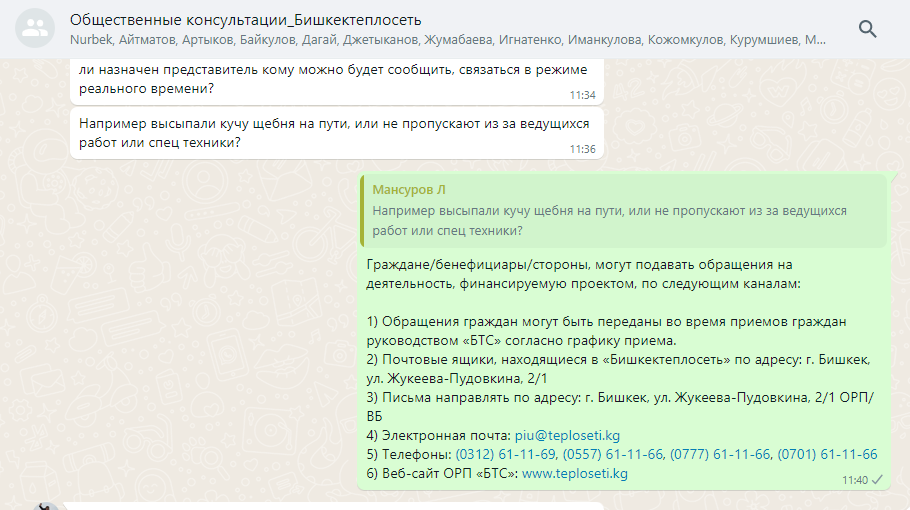 Общественные консультации_Бишкектеплосеть
Nurbek, Айтматов, Артыков, Байкулов, Дагай, Джетыканов, Жумабаева, Игнатенко, Иманкулова, Кожомкулов, Курумшиев, М...
ли назначен представитель кому можно будет сообщить, связаться в режиме
реального времени?
11:34
Например высыпали кучу щебня на пути, или не пропускают из за ведущихся
работ или спец техники?
11:36
Мансуров Л
Например высыпали кучу щебня на пути, или не пропускают из за ведущихся
работ или спец техники?
Граждане/бенефициары/стороны, могут подавать обращения на
деятельность, финансируемую проектом, по следующим каналам:
1) Обращения граждан могут быть переданы во время приемов граждан
руководством «БТС» согласно графику приема.
2) Почтовые ящики, находящиеся в «Бишкектеплосеть» по адресу: г. Бишкек,
ул. Жукеева-Пудовкина, 2/1
3) Письма направлять по адресу: г. Бишкек, ул. Жукеева-Пудовкина, 2/1 ОРП/
ВБ
4) Электронная почта: piu@teploseti.kg
5) Телефоны: (0312) 61-11-69, (0557) 61-11-66, (0777) 61-11-66, (0701) 61-11-66
6) Веб-сайт ОРП «БТС»: www.teploseti.kg
11:40